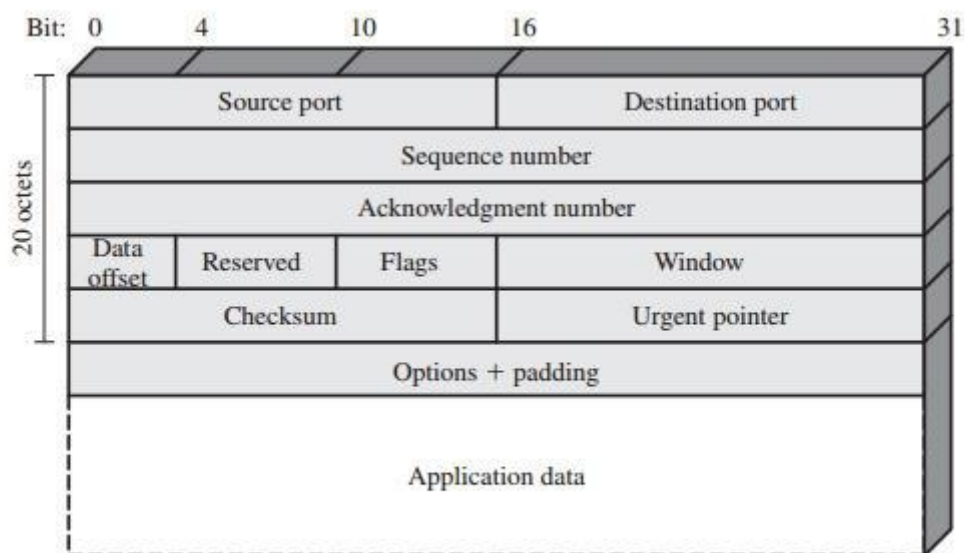 Bit: 0 4 10 16 31
20 octets
Source port Destination port
Sequence number
Acknowledgment number
Data offset Reserved Flags Window
Checksum Urgent pointer
Options + padding
Application data